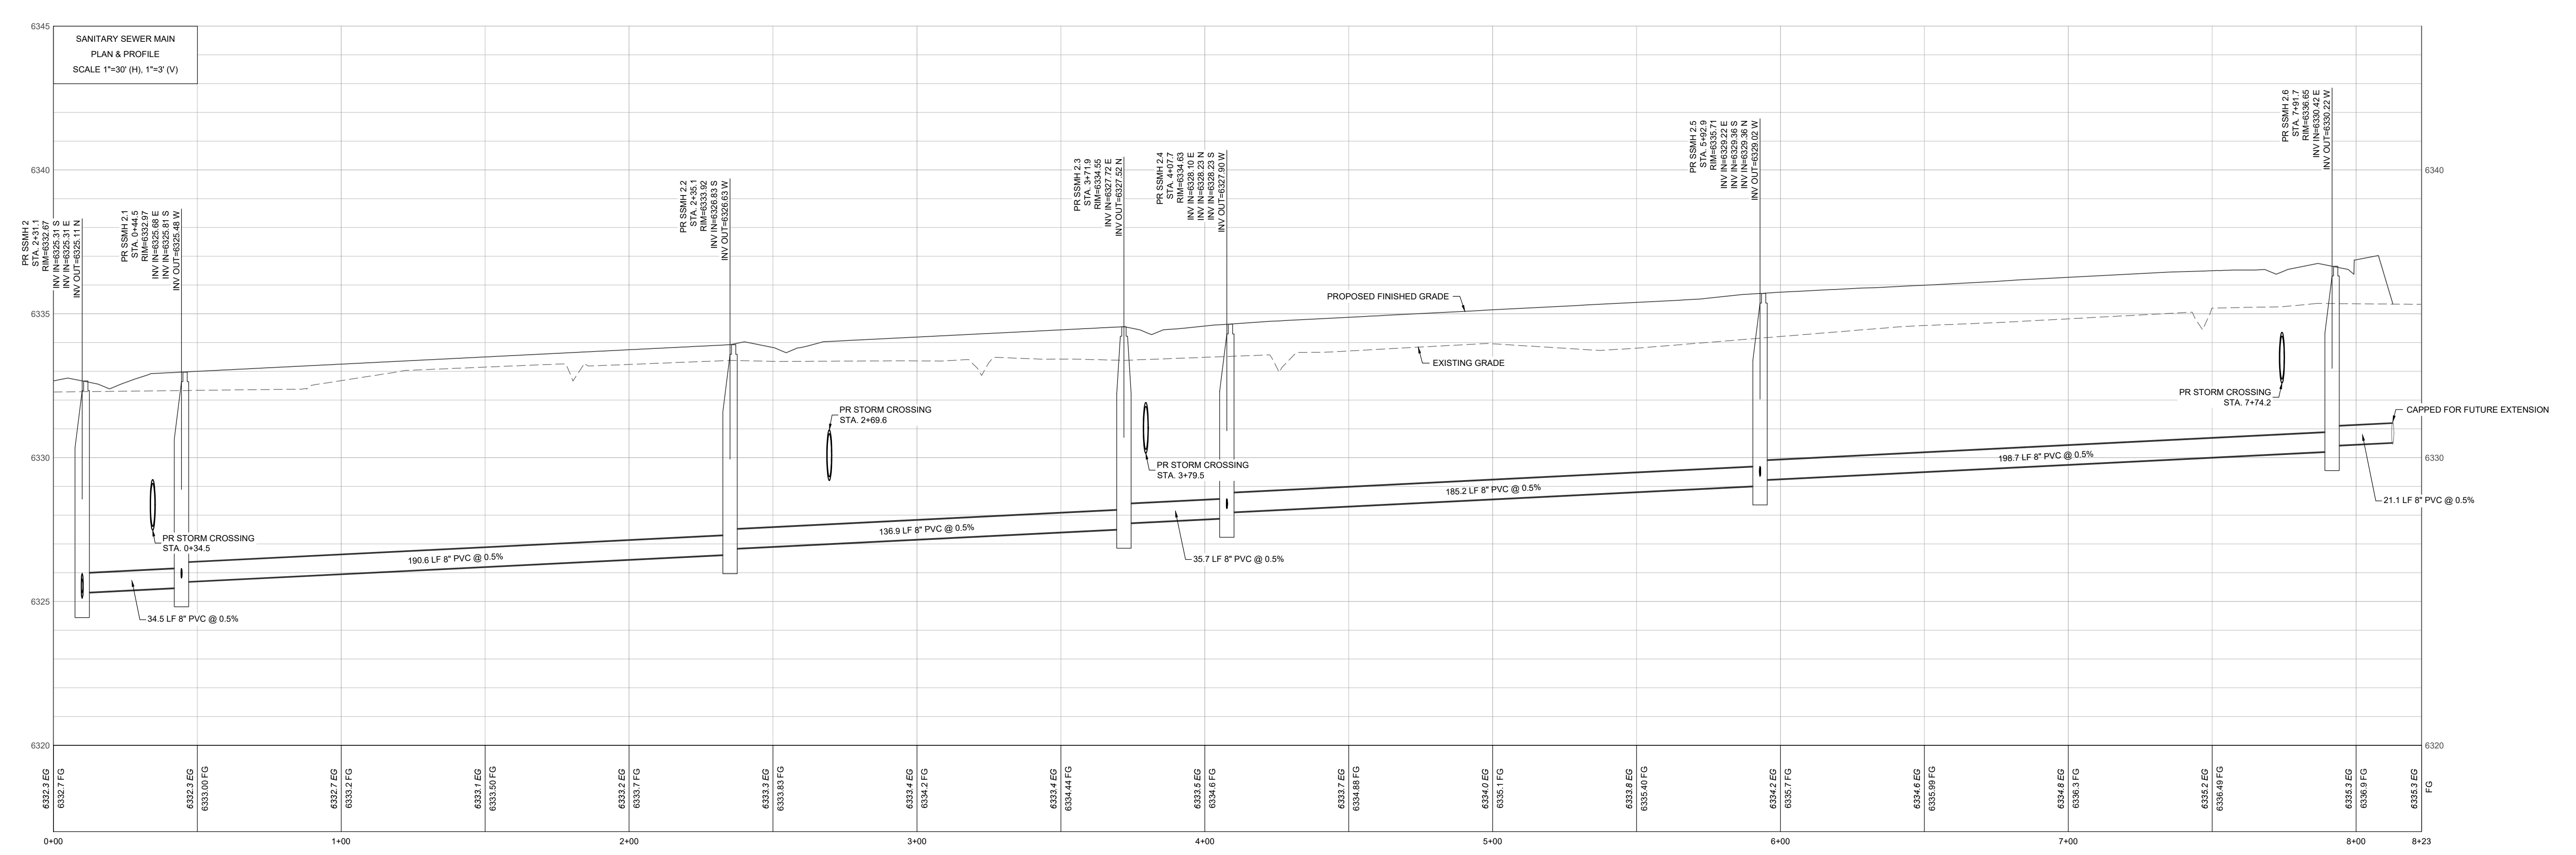 SANITARY SEWER MAIN
PLAN & PROFILE
SCALE 1"=30' (H), 1"=3' (V)
6345
6340
6335
6330
6325
6320
6340
6330
6320
PR SSMH 2
STA. 2+31.1
RIM=6332.67
INV IN=6325.31 S
INV IN=6325.31 E
INV OUT=6325.11 N
PR SSMH 2.1
STA. 0+44.5
RIM=6332.97
INV IN=6325.68 E
INV IN=6325.81 S
INV OUT=6325.48 W
PR SSMH 2.2
STA. 2+35.1
RIM=6333.92
INV IN=6326.83 S
INV OUT=6326.63 W
PR SSMH 2.3
STA. 3+71.9
RIM=6334.55
INV IN=6327.72 E
INV OUT=6327.52 N
PR SSMH 2.4
STA. 4+07.7
RIM=6334.63
INV IN=6328.10 E
INV IN=6328.23 N
INV IN=6328.23 S
INV OUT=6327.90 W
PR SSMH 2.5
STA. 5+92.9
RIM=6335.71
INV IN=6329.22 E
INV IN=6329.36 S
INV IN=6329.36 N
INV OUT=6329.02 W
PR SSMH 2.6
STA. 7+91.7
RIM=6336.65
INV IN=6330.42 E
INV OUT=6330.22 W
PROPOSED FINISHED GRADE
EXISTING GRADE
PR STORM CROSSING
STA. 0+34.5
PR STORM CROSSING
STA. 2+69.6
PR STORM CROSSING
STA. 3+79.5
PR STORM CROSSING
STA. 7+74.2
CAPPED FOR FUTURE EXTENSION
34.5 LF 8" PVC @ 0.5%
190.6 LF 8" PVC @ 0.5%
136.9 LF 8" PVC @ 0.5%
35.7 LF 8" PVC @ 0.5%
185.2 LF 8" PVC @ 0.5%
198.7 LF 8" PVC @ 0.5%
21.1 LF 8" PVC @ 0.5%
6332.3 EG
6332.7 FG
6332.3 EG
6333.00 FG
6332.7 EG
6333.2 FG
6333.1 EG
6333.50 FG
6333.2 EG
6333.7 FG
6333.3 EG
6333.83 FG
6333.4 EG
6334.2 FG
6333.4 EG
6334.44 FG
6333.5 EG
6334.6 FG
6333.7 EG
6334.88 FG
6334.0 EG
6335.1 FG
6333.8 EG
6335.40 FG
6334.2 EG
6335.7 FG
6334.6 EG
6335.99 FG
6334.8 EG
6336.3 FG
6335.2 EG
6336.49 FG
6335.3 EG
6336.9 FG
6335.3 EG
FG
0+00
1+00
2+00
3+00
4+00
5+00
6+00
7+00
8+00
8+23